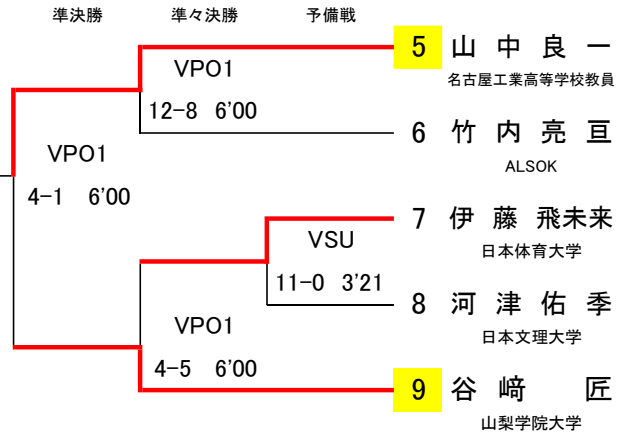 準決勝 準々決勝 予備戦
5 山中良一
名古屋工業高等学校教員
VPO1
12-8 6'00
6 竹内亮亘
ALSOK
VPO1
4-1 6'00
7 伊藤飛未来
日本体育大学
VSU
11-0 3'21
8 河津佑季
日本文理大学
VPO1
4-5 6'00
9 谷﨑匠
山梨学院大学